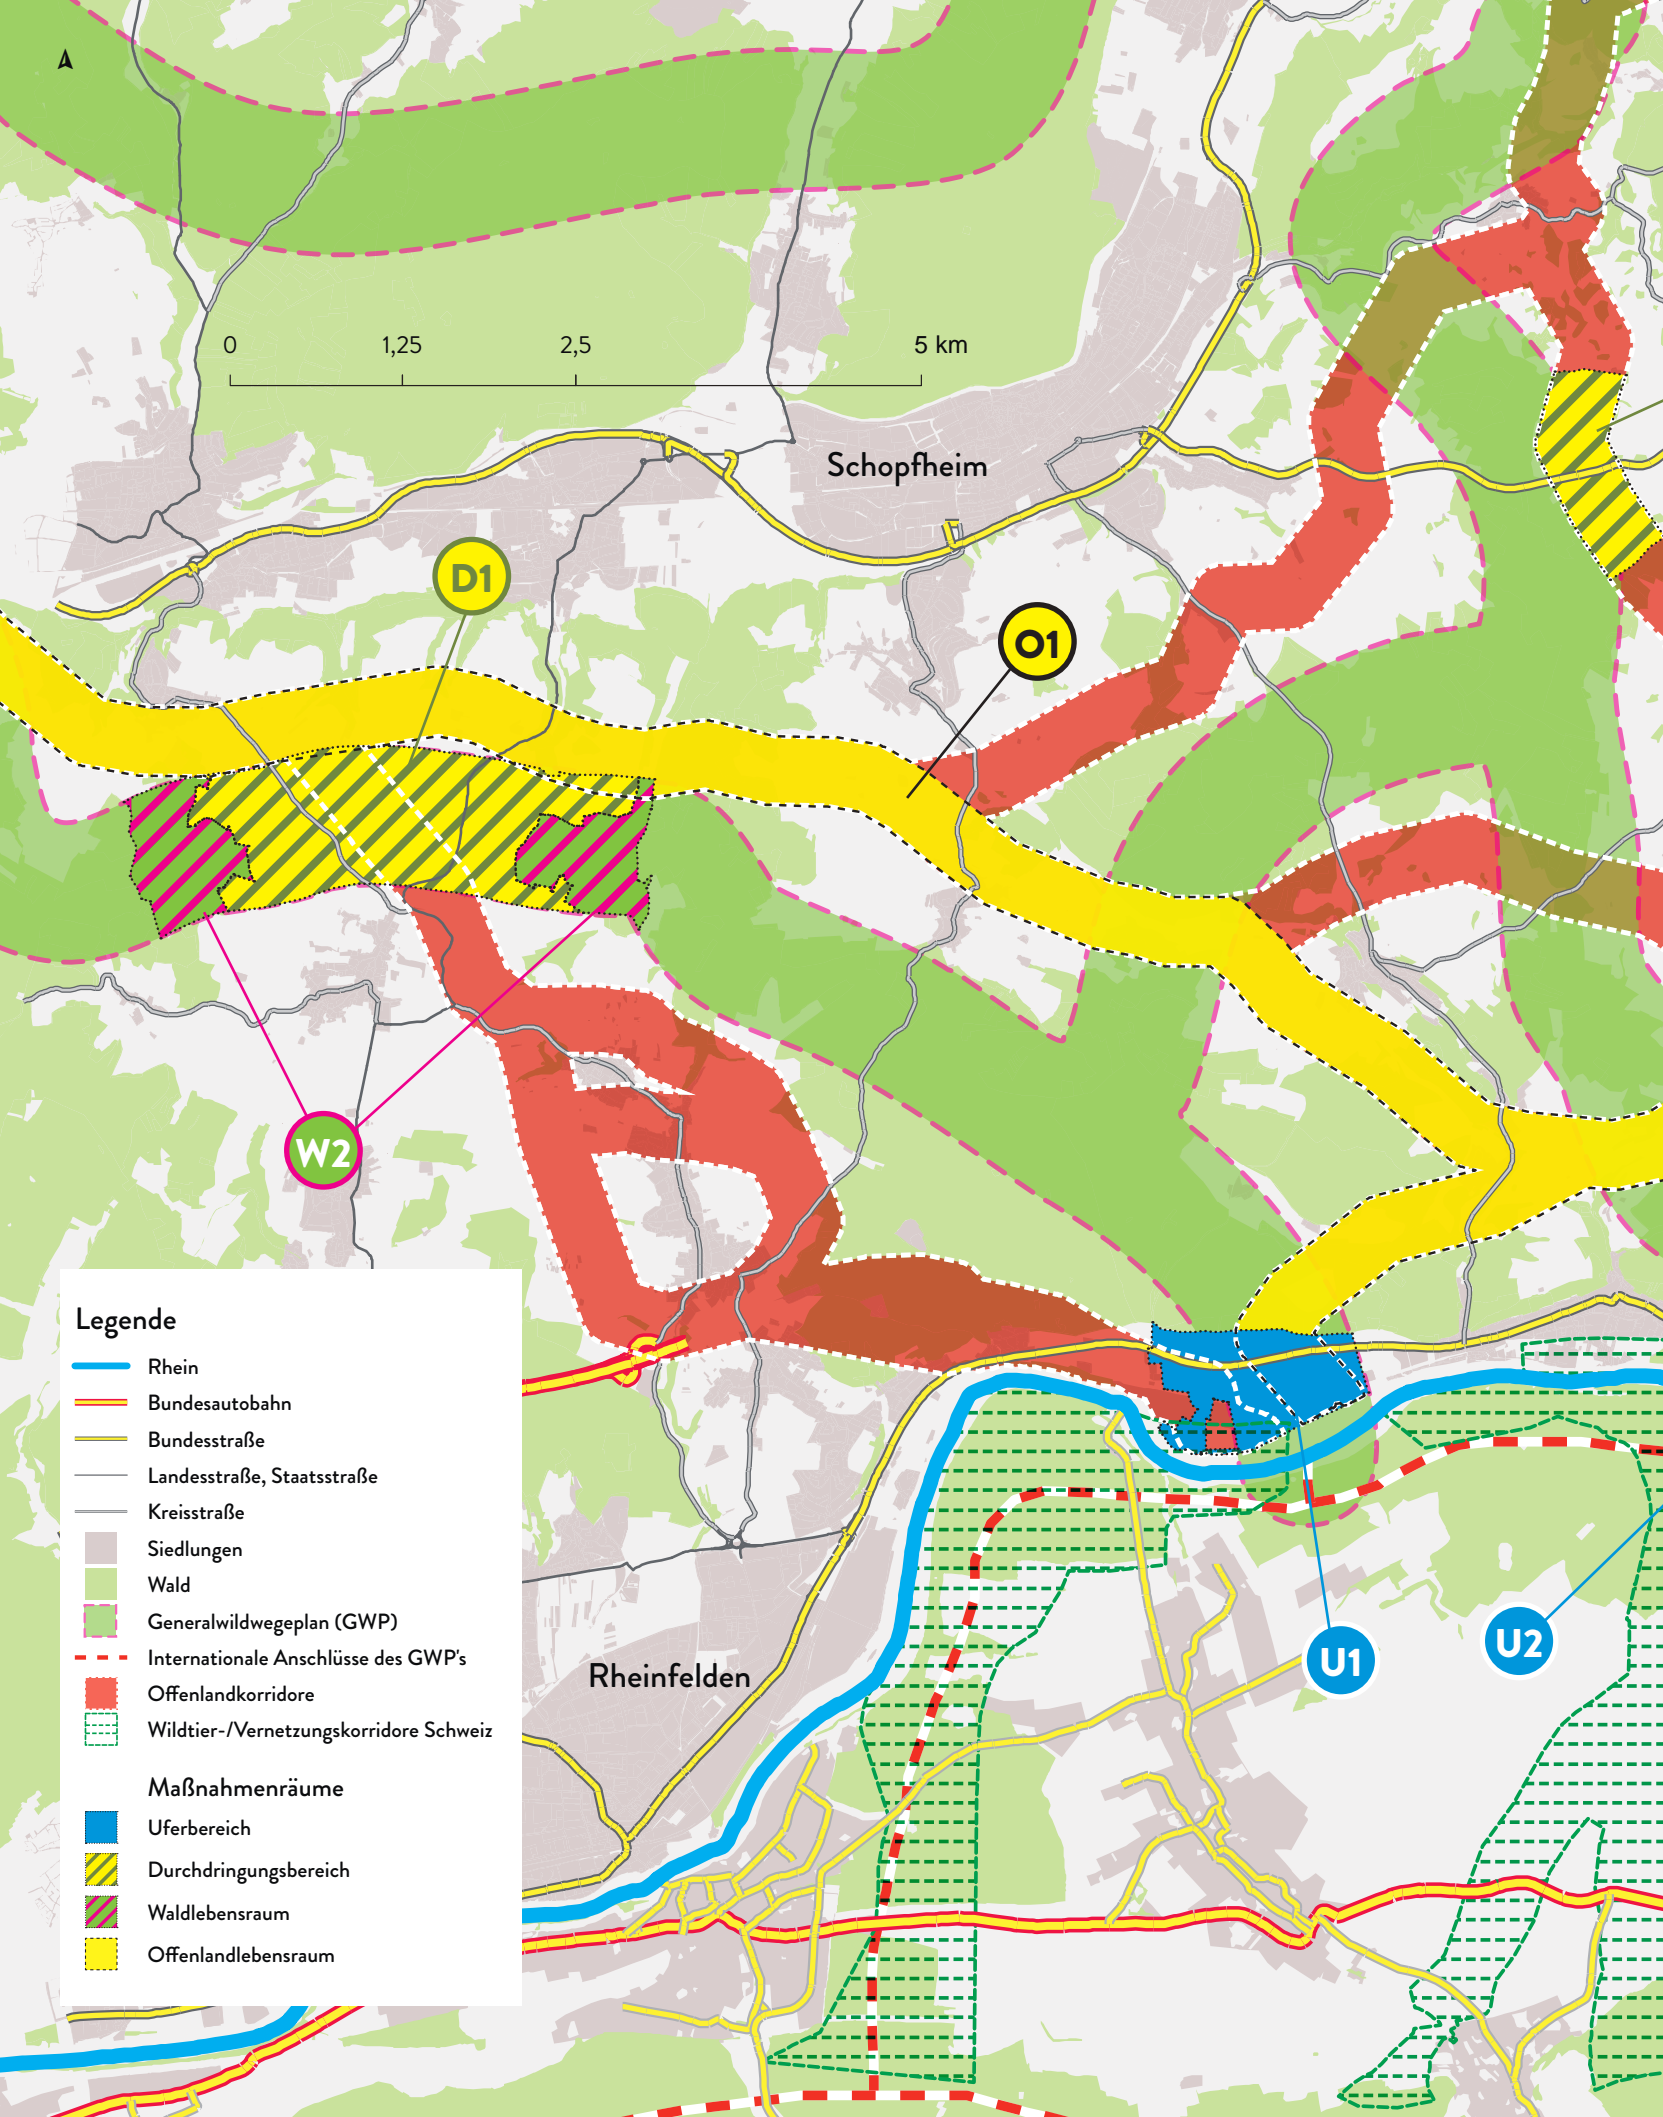 0 1,25 2,5 5 km
Schopfheim
D1
O1
W2
Legende
Rhein
Bundesautobahn
Bundesstraße
Landesstraße, Staatsstraße
Kreisstraße
Siedlungen
Wald
Generalwildwegeplan (GWP)
Internationale Anschlüsse des GWP's
Offenlandkorridore
Wildtier-/Vernetzungskorridore Schweiz
Maßnahmenräume
Uferbereich
Durchdringungsbereich
Waldlebensraum
Offenlandlebensraum
Rheinfelden
U1
U2